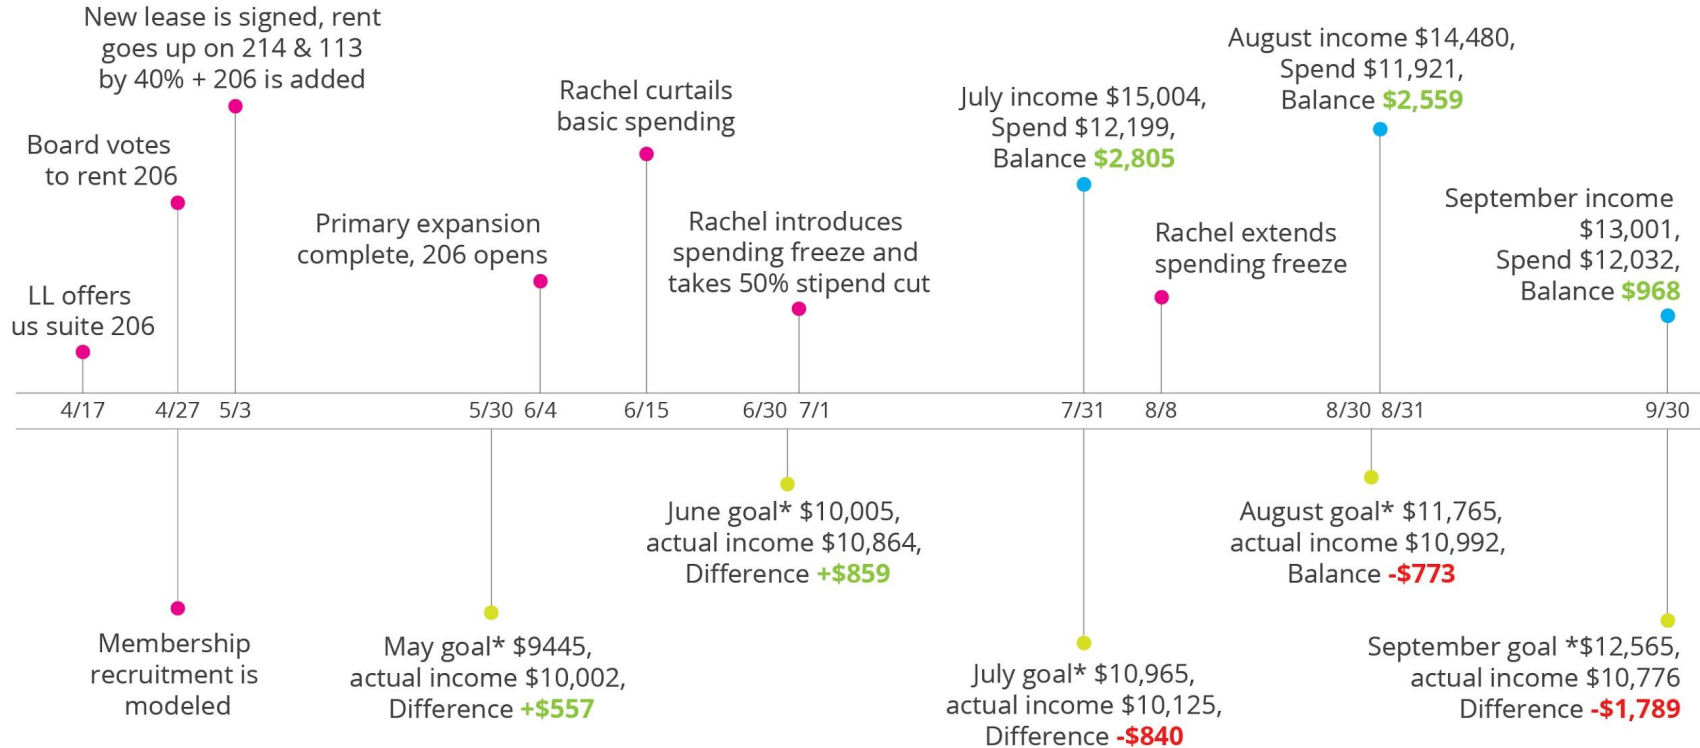 New lease is signed, rent
goes up on 214 & 113
by 40% + 206 is added
Board votes
to rent 206
LL offers
us suite 206
Primary expansion
complete, 206 opens
Rachel curtails
basic spending
Rachel introduces
spending freeze and
takes 50% stipend cut
July income $15,004,
Spend $12,199,
Balance $2,805
Rachel extends
spending freeze
August income $14,480,
Spend $11,921,
Balance $2,559
September income
$13,001,
Spend $12,032,
Balance $968
4/17 4/27 5/3 5/30 6/4 6/15 6/30 7/1 7/31 8/8 8/30 8/31 9/30
Membership
recruitment is
modeled
May goal* $9445,
actual income $10,002,
Difference +$557
June goal* $10,005,
actual income $10,864,
Difference +$859
July goal* $10,965,
actual income $10,125,
Difference -$840
August goal* $11,765,
actual income $10,992,
Balance -$773
September goal *$12,565,
actual income $10,776
Difference -$1,789